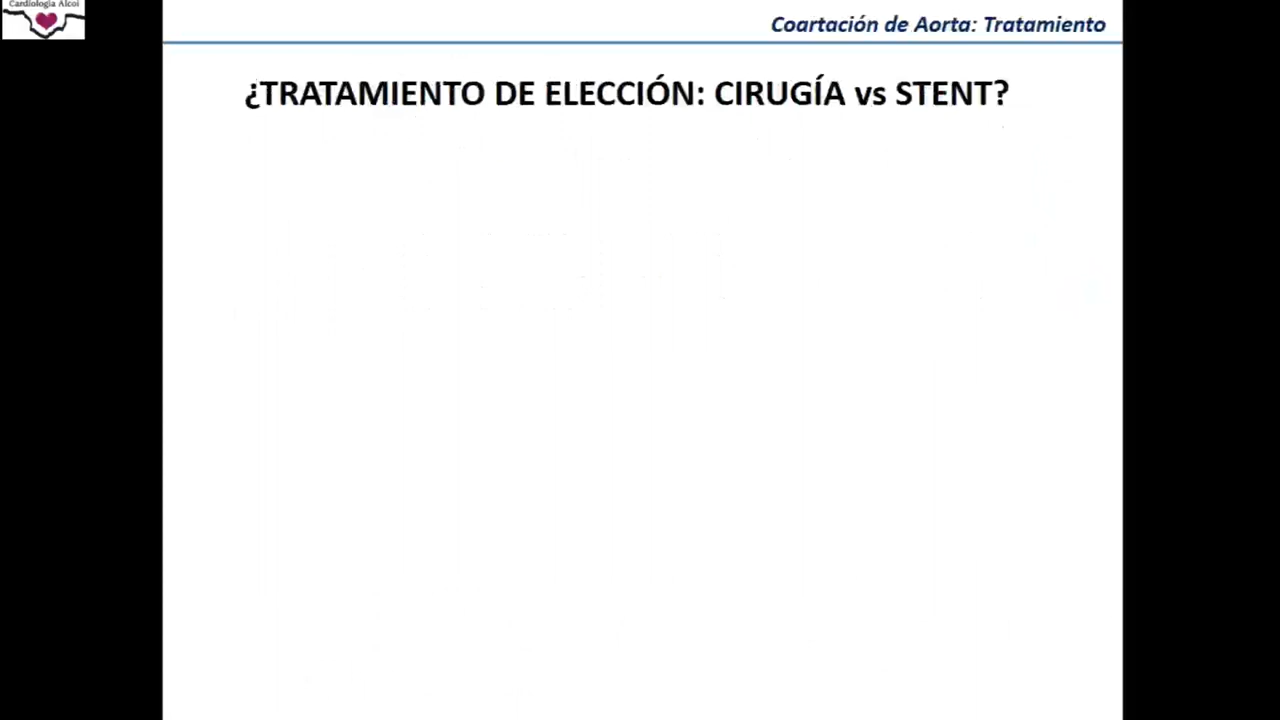 Cardiología Alcoi
Coartación de Aorta: Tratamiento
¿TRATAMIENTO DE ELECCIÓN: CIRUGÍA vs STENT?